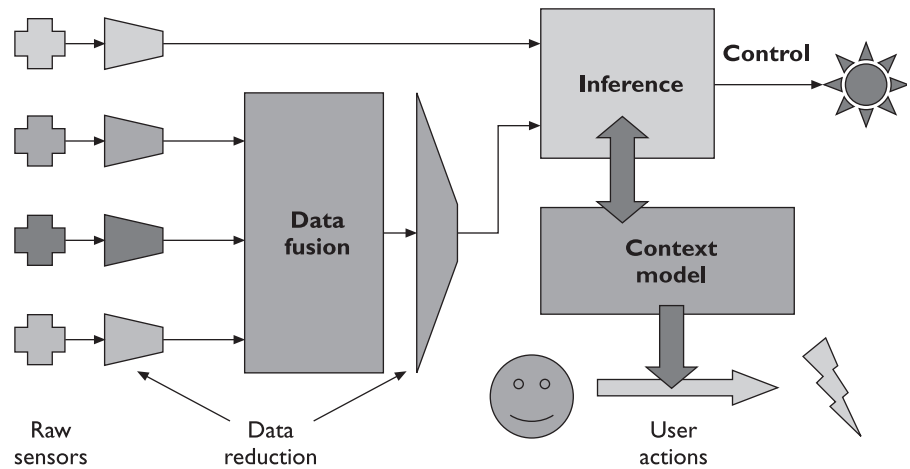 Control
Inference
Data
fusion
Context
model
Raw
sensors
Data
reduction
User
actions